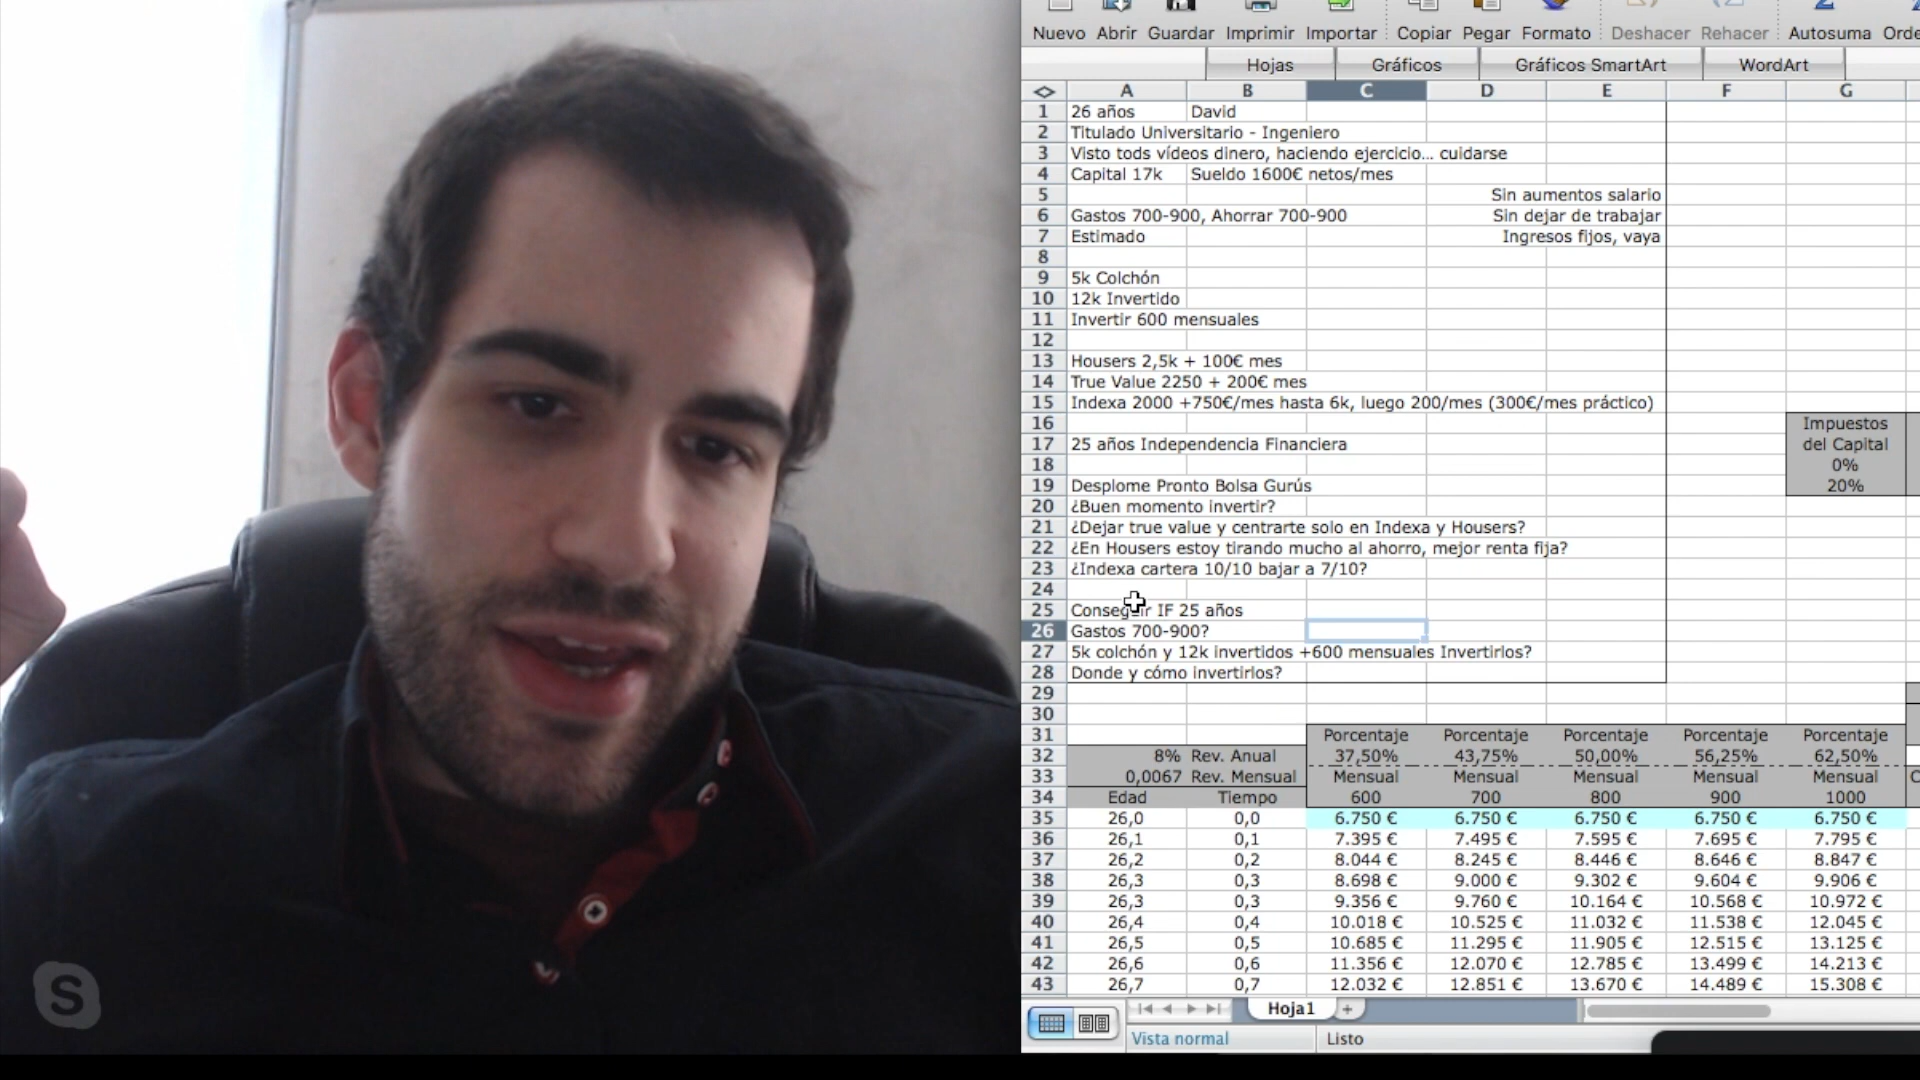 Nuevo Abrir Guardar Imprimir Importar Copiar Pegar Formato Deshacer Rehacer Autosuma
Hojas Gráficos Gráficos SmartArt WordArt
A B C D E F G
1 26 años David
2 Titulado Universitario - Ingeniero
3 Visto tods vídeos dinero, haciendo ejercicio... cuidarse
4 Capital 17k Sueldo 1600€ netos/mes
5 Sin aumentos salario
6 Gastos 700-900, Ahorrar 700-900 Sin dejar de trabajar
7 Estimado Ingresos fijos, vaya
8
9 5k Colchón
10 12k Invertido
11 Invertir 600 mensuales
12
13 Housers 2,5k + 100€ mes
14 True Value 2250 + 200€ mes
15 Indexa 2000 +750€/mes hasta 6k, luego 200/mes (300€/mes práctico)
16 Impuestos
17 25 años Independencia Financiera del Capital
18 0%
19 Desplome Pronto Bolsa Gurús 20%
20 ¿Buen momento invertir?
21 ¿Dejar true value y centrarte solo en Indexa y Housers?
22 ¿En Housers estoy tirando mucho al ahorro, mejor renta fija?
23 ¿Indexa cartera 10/10 bajar a 7/10?
24
25 Conseguir IF 25 años
26 Gastos 700-900?
27 5k colchón y 12k invertidos +600 mensuales Invertirlos?
28 Donde y cómo invertirlos?
29
30
31 Porcentaje Porcentaje Porcentaje Porcentaje Porcentaje
32 8% Rev. Anual 37,50% 43,75% 50,00% 56,25% 62,50%
33 0,0067 Rev. Mensual Mensual Mensual Mensual Mensual Mensual
34 Edad Tiempo 600 700 800 900 1000
35 26,0 0,0 6.750 € 6.750 € 6.750 € 6.750 € 6.750 €
36 26,1 0,1 7.395 € 7.495 € 7.595 € 7.695 € 7.795 €
37 26,2 0,2 8.044 € 8.245 € 8.446 € 8.646 € 8.847 €
38 26,3 0,3 8.698 € 9.000 € 9.302 € 9.604 € 9.906 €
39 26,3 0,3 9.356 € 9.760 € 10.164 € 10.568 € 10.972 €
40 26,4 0,4 10.018 € 10.525 € 11.032 € 11.538 € 12.045 €
41 26,5 0,5 10.685 € 11.295 € 11.905 € 12.515 € 13.125 €
42 26,6 0,6 11.356 € 12.070 € 12.785 € 13.499 € 14.213 €
43 26,7 0,7 12.032 € 12.851 € 13.670 € 14.489 € 15.308 €
Hoja1
Vista normal Listo
S